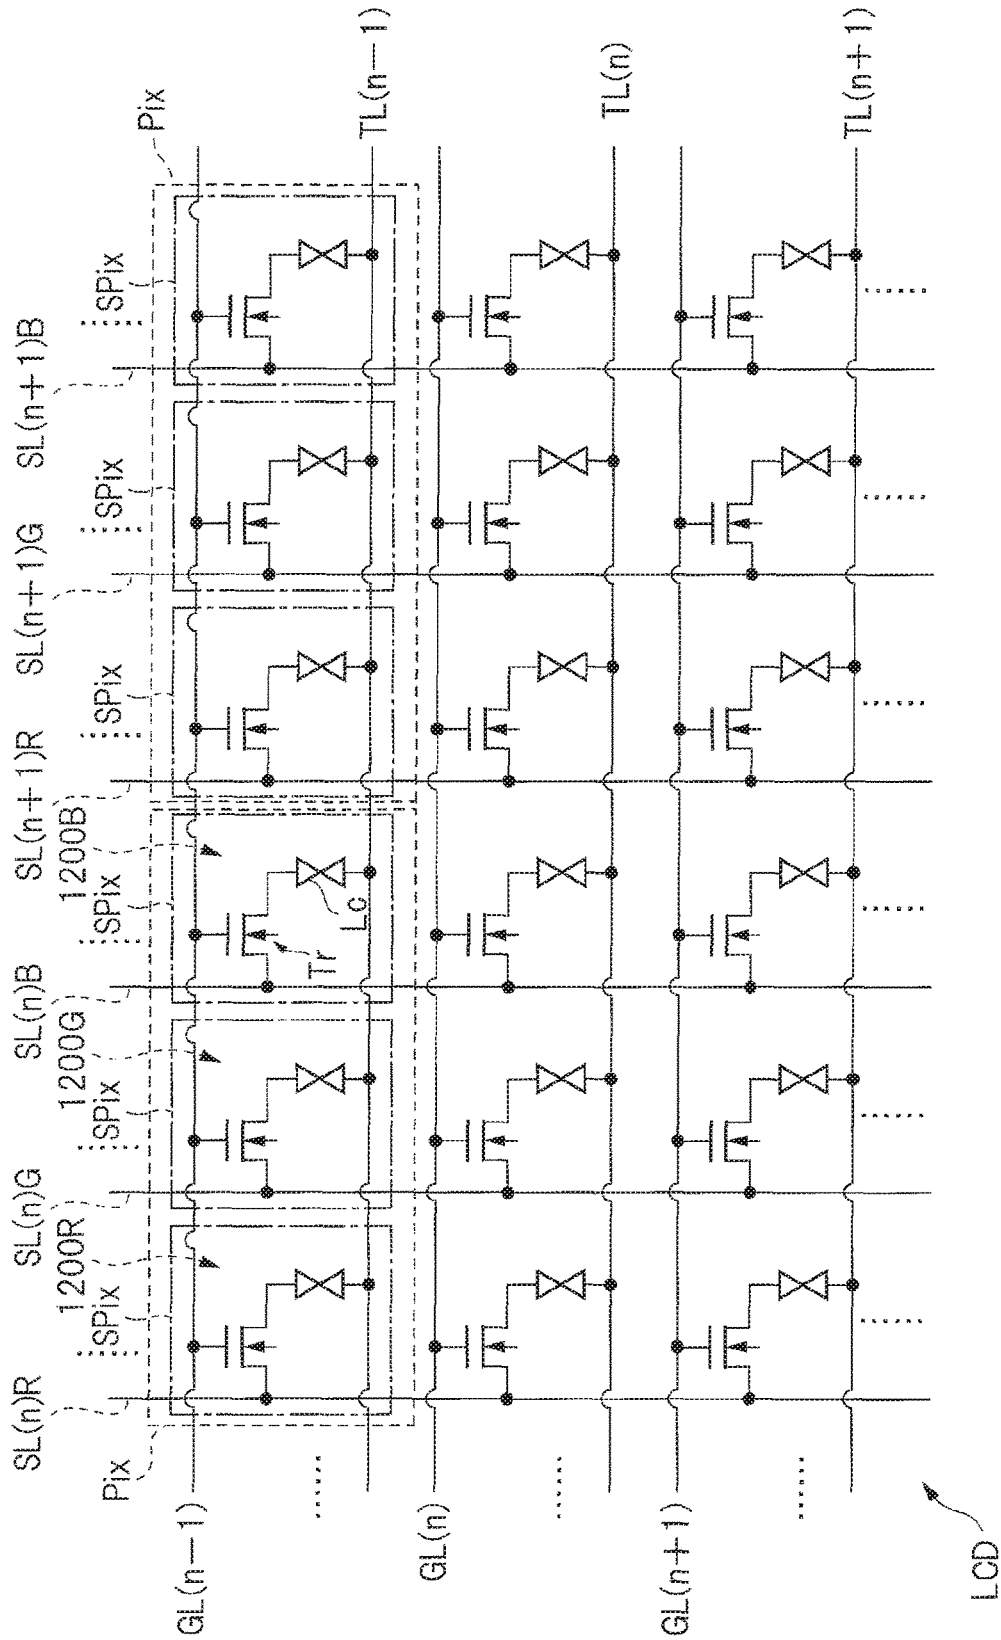 SL(n)R
SL(n)G
SL(n)B
SL(n+1)R
SL(n+1)G
SL(n+1)B
1200R
1200G
1200B
SPix
SPix
SPix
SPix
SPix
SPix
Pix
Pix
GL(n−1)
TL(n−1)
Tr
LC
GL(n)
TL(n)
GL(n+1)
TL(n+1)
LCD